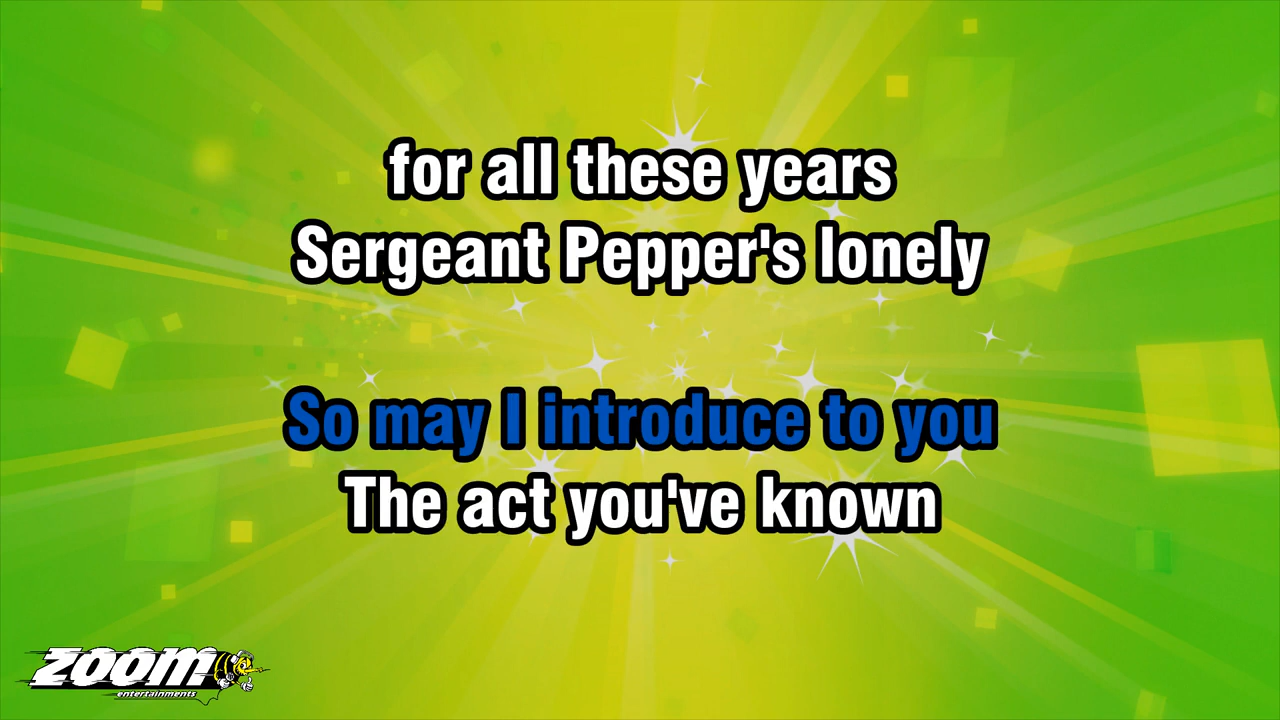 for all these years
Sergeant Pepper's lonely
So may I introduce to you
The act you've known
zoom
entertainments